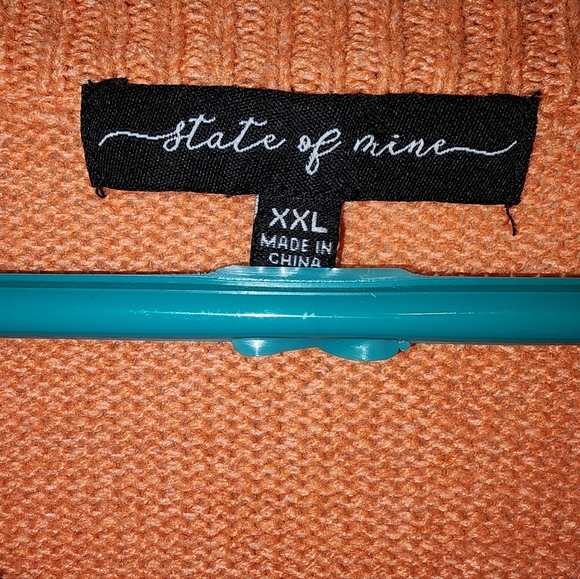 state of mine
XXL
MADE IN
CHINA